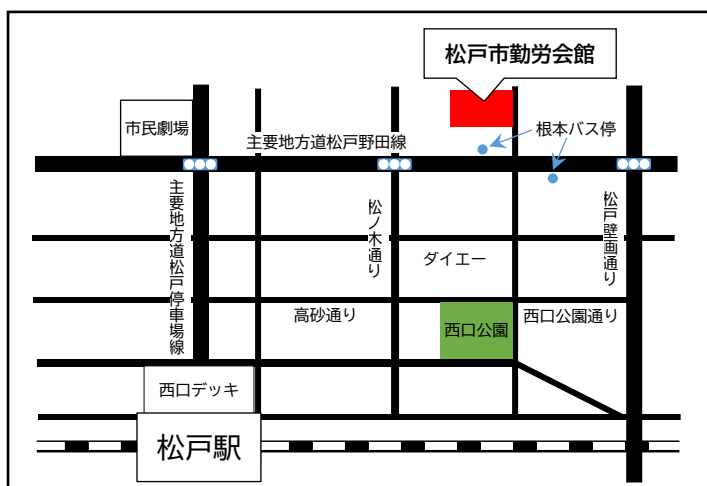 松戸市勤労会館
市民劇場
主要地方道松戸野田線
根本バス停
主要地方道松戸停車場線
松ノ木通り
松戸壁画通り
ダイエー
高砂通り
西口公園
西口公園通り
西口デッキ
松戸駅